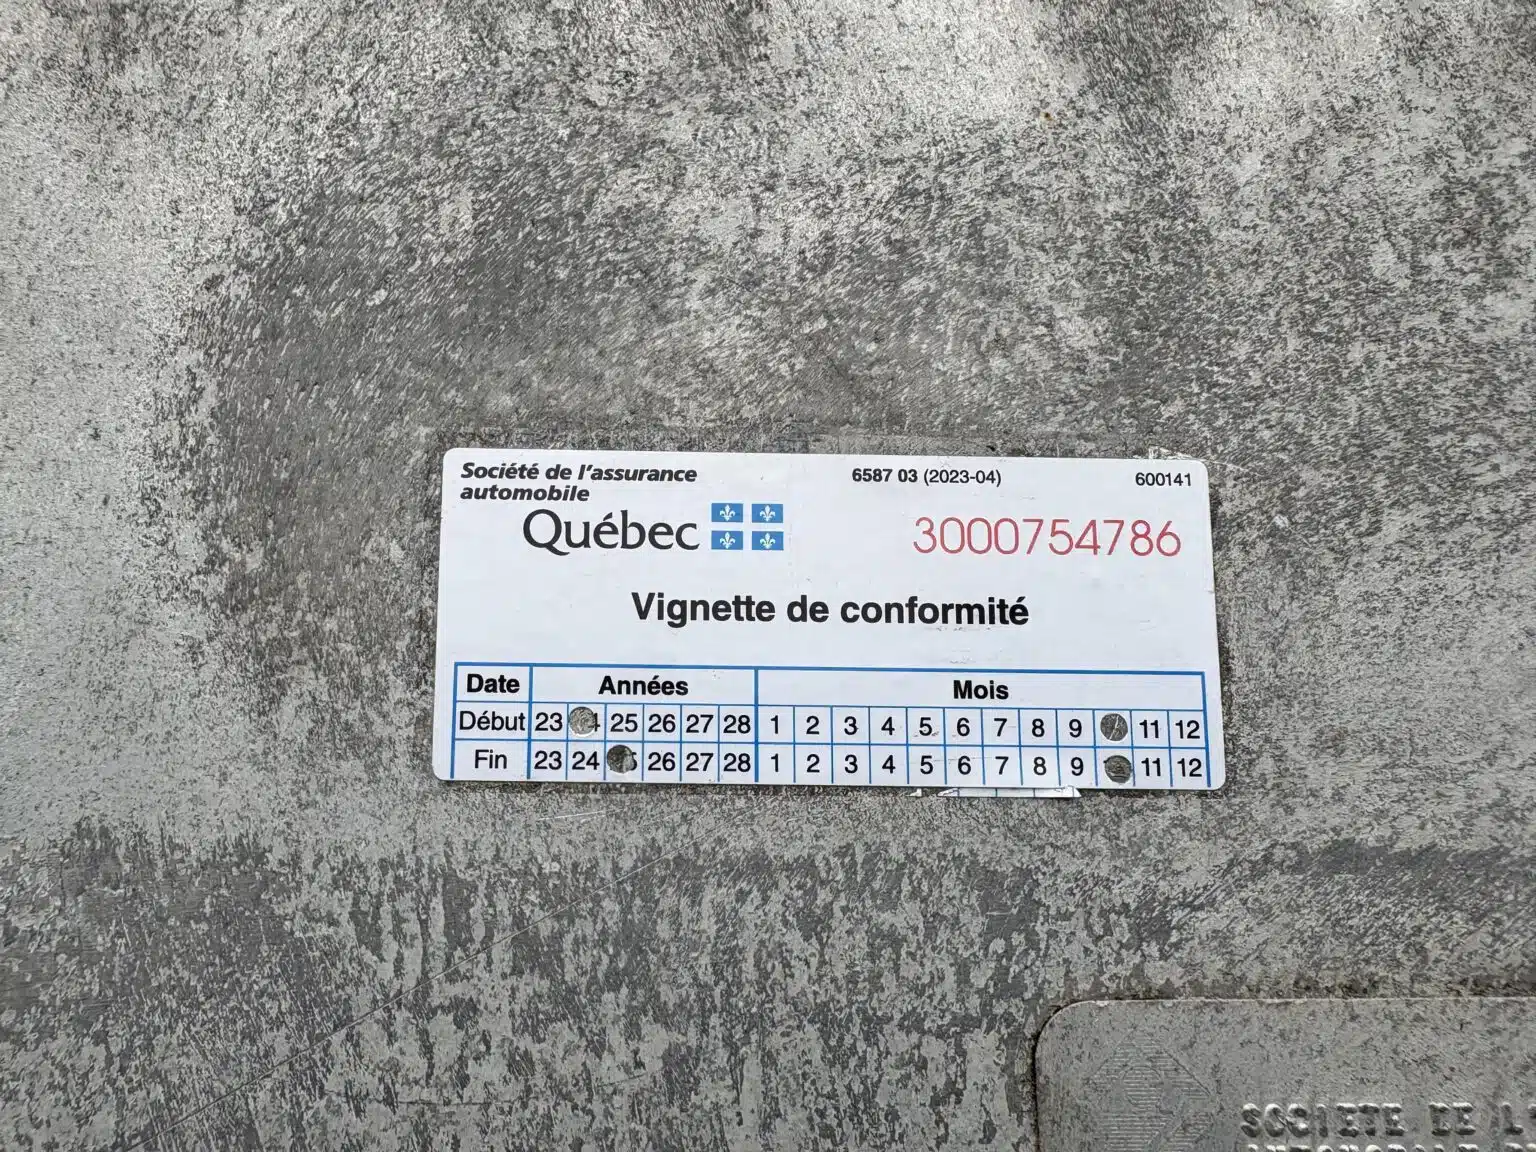 Société de l'assurance
automobile
Québec
6587 03 (2023-04)
600141
3000754786
Vignette de conformité
Date Années Mois
Début 23 25 26 27 28 1 2 3 4 5 6 7 8 9 11 12
Fin 23 24 26 27 28 1 2 3 4 5 6 7 8 9 11 12
SOCIETE DE L